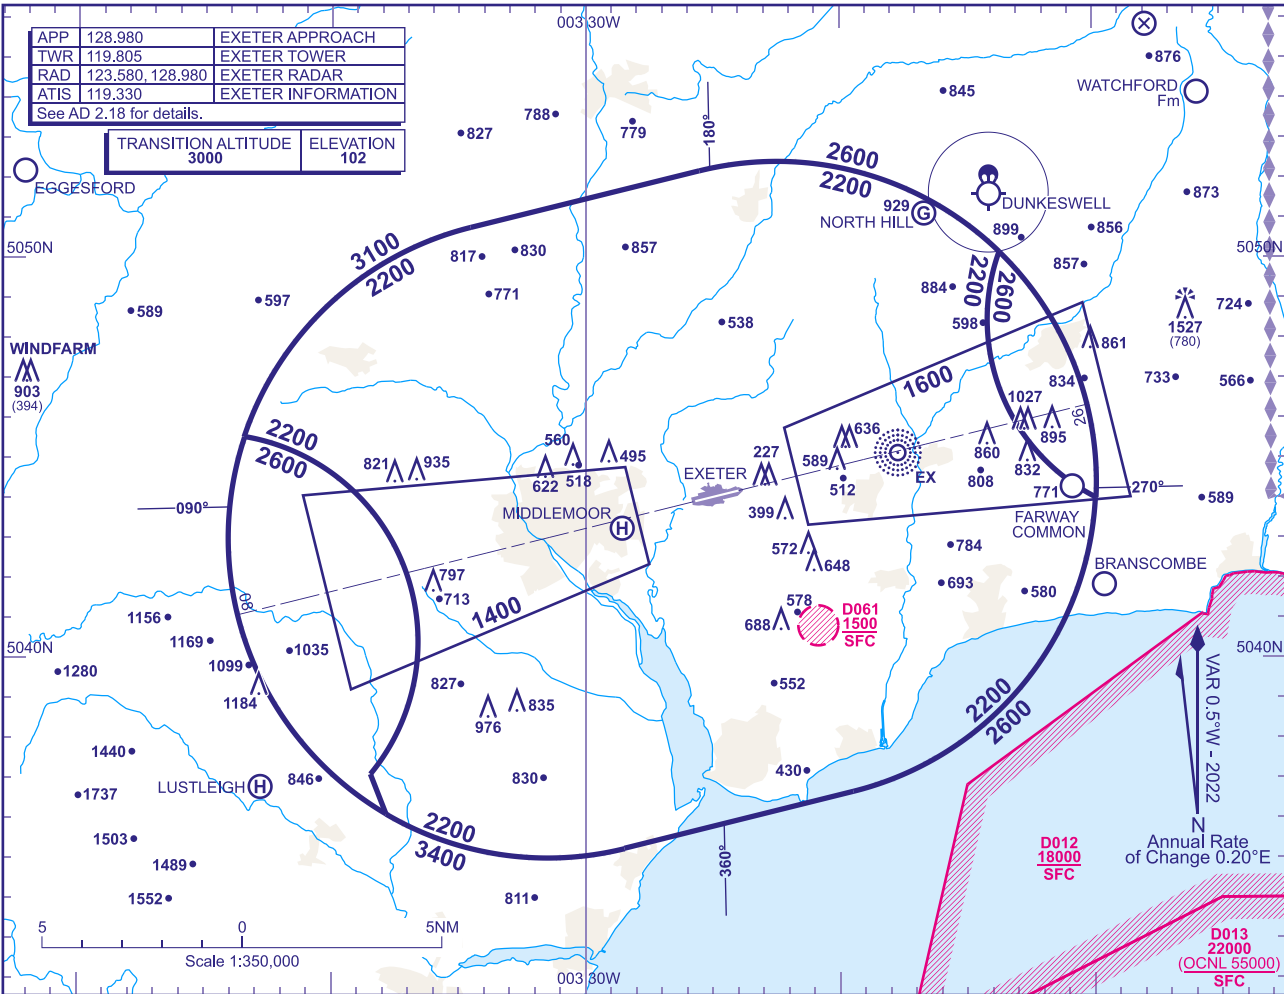 003 30W
APP 128.980 EXETER APPROACH
TWR 119.805 EXETER TOWER
RAD 123.580, 128.980 EXETER RADAR
ATIS 119.330 EXETER INFORMATION
See AD 2.18 for details.
TRANSITION ALTITUDE
3000
ELEVATION
102
EGGESFORD
876
WATCHFORD
Fm
845
788
827
779
180°
2600
2200
929
NORTH HILL
G
DUNKESWELL
873
899
856
5050N
3100
2200
817
830
857
771
2200
2600
857
5050N
884
597
589
538
598
1527
(780)
724
WINDFARM
903
(394)
861
733
566
834
1600
1027
26
895
2200
2600
821
935
560
622
518
495
636
227
589
512
EX
860
808
832
EXETER
771
270°
589
090°
MIDDLEMOOR
H
399
FARWAY
COMMON
572
648
784
BRANSCOMBE
797
713
693
580
08
1400
578
688
D061
1500
SFC
1156
1169
1035
1099
1184
1280
5040N
5040N
827
976
835
552
2200
2600
VAR 0.5°W - 2022
1440
1737
LUSTLEIGH
H
846
830
430
N
Annual Rate
of Change 0.20°E
2200
3400
1503
1489
1552
360°
D012
18000
SFC
811
5 0 5NM
Scale 1:350,000
D013
22000
(OCNL 55000)
SFC
003 30W